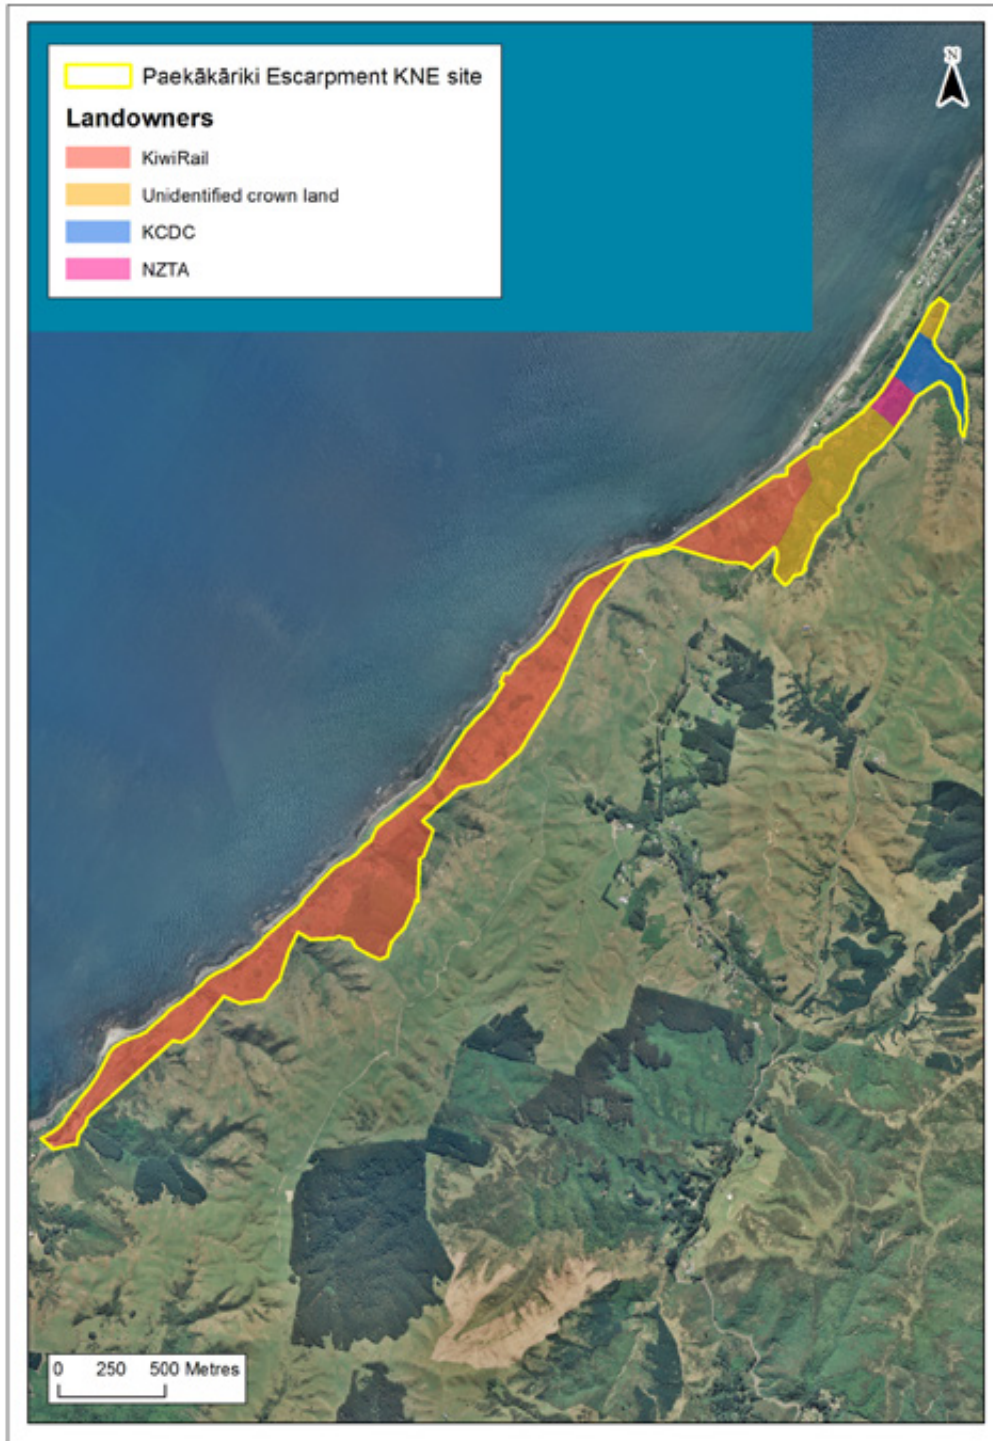 Paekākāriki Escarpment KNE site
Landowners
KiwiRail
Unidentified crown land
KCDC
NZTA
N
0 250 500 Metres